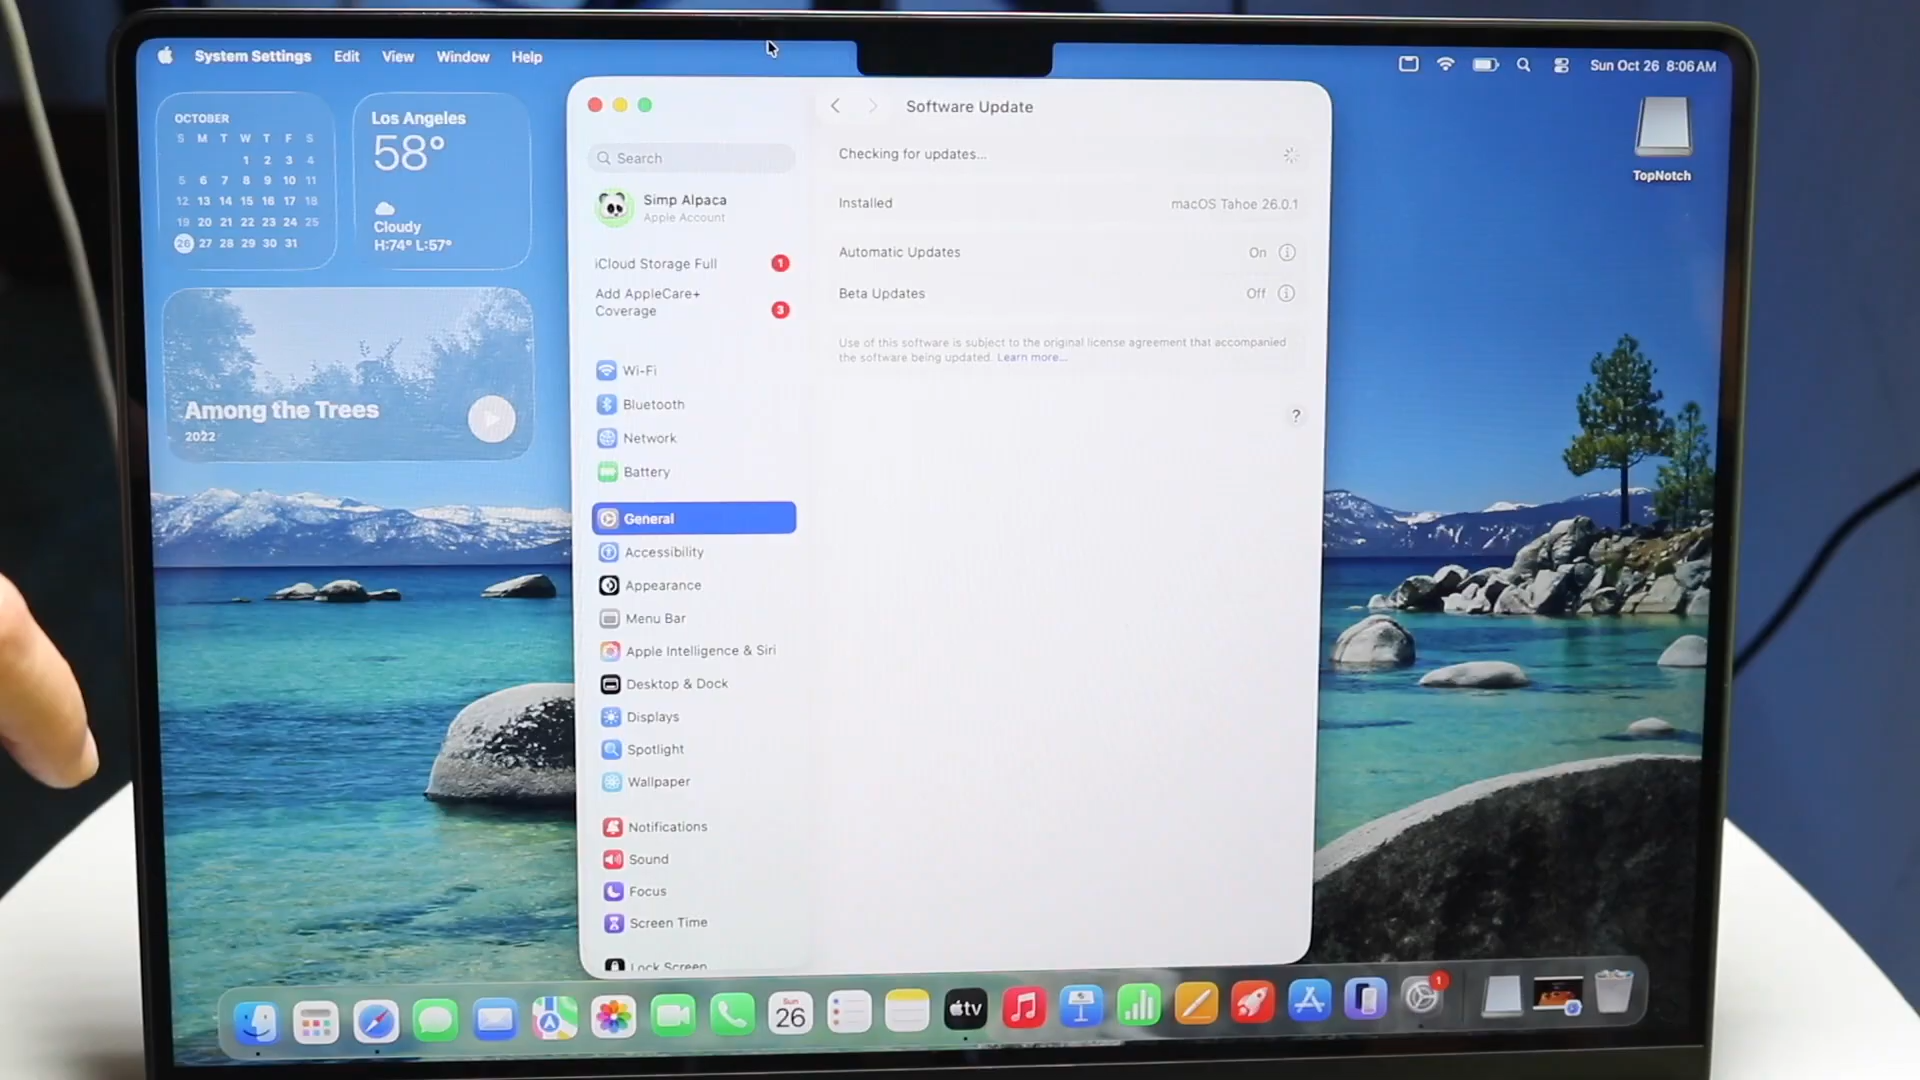 System Settings Edit View Window Help
Sun Oct 26 8:06 AM
OCTOBER
S M T W T F S
1 2 3 4
5 6 7 8 9 10 11
12 13 14 15 16 17 18
19 20 21 22 23 24 25
26 27 28 29 30 31
Los Angeles
58°
Cloudy
H:74° L:57°
Among the Trees
2022
TopNotch
Search
Simp Alpaca
Apple Account
iCloud Storage Full 1
Add AppleCare+
Coverage 3
Wi-Fi
Bluetooth
Network
Battery
General
Accessibility
Appearance
Menu Bar
Apple Intelligence & Siri
Desktop & Dock
Displays
Spotlight
Wallpaper
Notifications
Sound
Focus
Screen Time
Lock Screen
Software Update
Checking for updates...
Installed macOS Tahoe 26.0.1
Automatic Updates On
Beta Updates Off
Use of this software is subject to the original license agreement that accompanied
the software being updated. Learn more...
?
Sun
26
tv
1